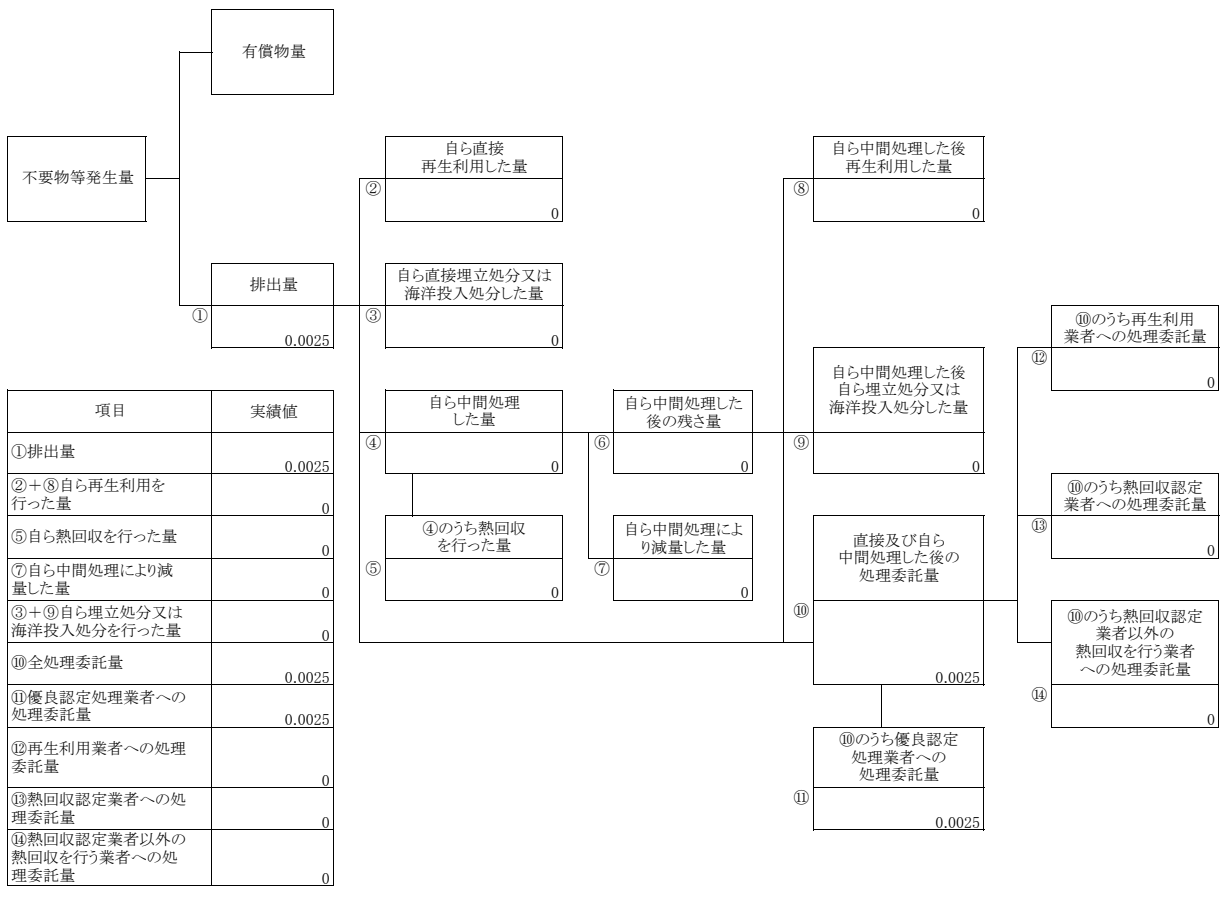 有償物量
不要物等発生量
自ら直接
再生利用した量
②
0
自ら中間処理した後
再生利用した量
⑧
0
排出量
①
0.0025
自ら直接埋立処分又は
海洋投入処分した量
③
0
⑩のうち再生利用
業者への処理委託量
⑫
0
自ら中間処理
した量
④
0
自ら中間処理した
後の残さ量
⑥
0
自ら中間処理した後
自ら埋立処分又は
海洋投入処分した量
⑨
0
⑩のうち熱回収認定
業者への処理委託量
⑬
0
④のうち熱回収
を行った量
⑤
0
自ら中間処理によ
り減量した量
⑦
0
直接及び自ら
中間処理した後の
処理委託量
⑩
0.0025
⑩のうち熱回収認定
業者以外の
熱回収を行う業者
への処理委託量
⑭
0
⑩のうち優良認定
処理業者への
処理委託量
⑪
0.0025
項目 実績値
①排出量
0.0025
②＋⑧自ら再生利用を
行った量
0
⑤自ら熱回収を行った量
0
⑦自ら中間処理により減
量した量
0
③＋⑨自ら埋立処分又は
海洋投入処分を行った量
0
⑩全処理委託量
0.0025
⑪優良認定処理業者への
処理委託量
0.0025
⑫再生利用業者への処理
委託量
0
⑬熱回収認定業者への処
理委託量
0
⑭熱回収認定業者以外の
熱回収を行う業者への処
理委託量
0